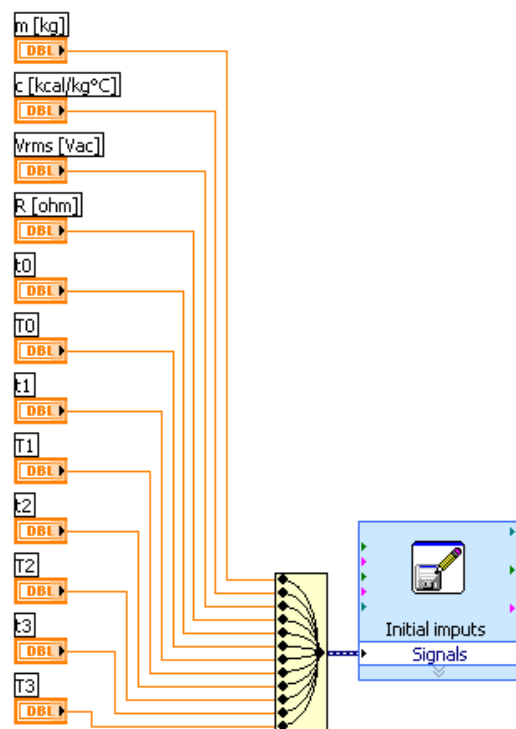 m [kg]
DBL
c [kcal/kg°C]
DBL
Vrms [Vac]
DBL
R [ohm]
DBL
t0
DBL
T0
DBL
t1
DBL
T1
DBL
t2
DBL
T2
DBL
t3
DBL
T3
DBL
Initial imputs
Signals